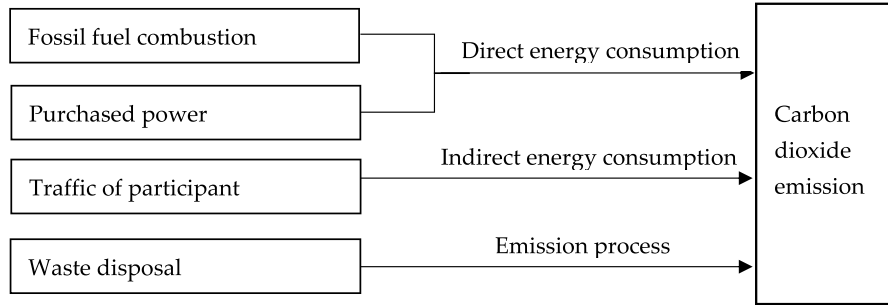 Fossil fuel combustion
Direct energy consumption
Purchased power
Carbon
dioxide
emission
Indirect energy consumption
Traffic of participant
Emission process
Waste disposal